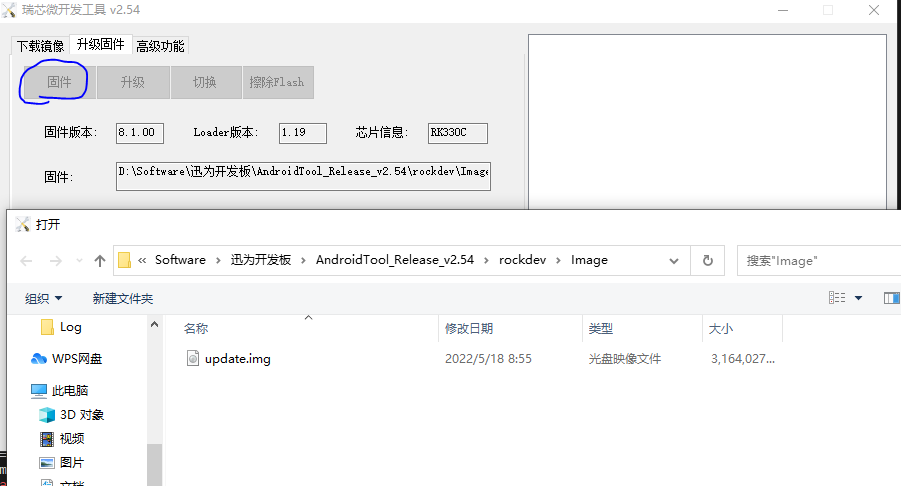 瑞芯微开发工具 v2.54
下载镜像 升级固件 高级功能
固件 升级 切换 擦除Flash
固件版本: 8.1.00 Loader版本: 1.19 芯片信息: RK330C
固件: D:\Software\迅为开发板\AndroidTool_Release_v2.54\rockdev\Image
打开
« Software › 迅为开发板 › AndroidTool_Release_v2.54 › rockdev › Image
搜索"Image"
组织 新建文件夹
名称 修改日期 类型 大小
Log
update.img 2022/5/18 8:55 光盘映像文件 3,164,027...
WPS网盘
此电脑
3D 对象
视频
图片